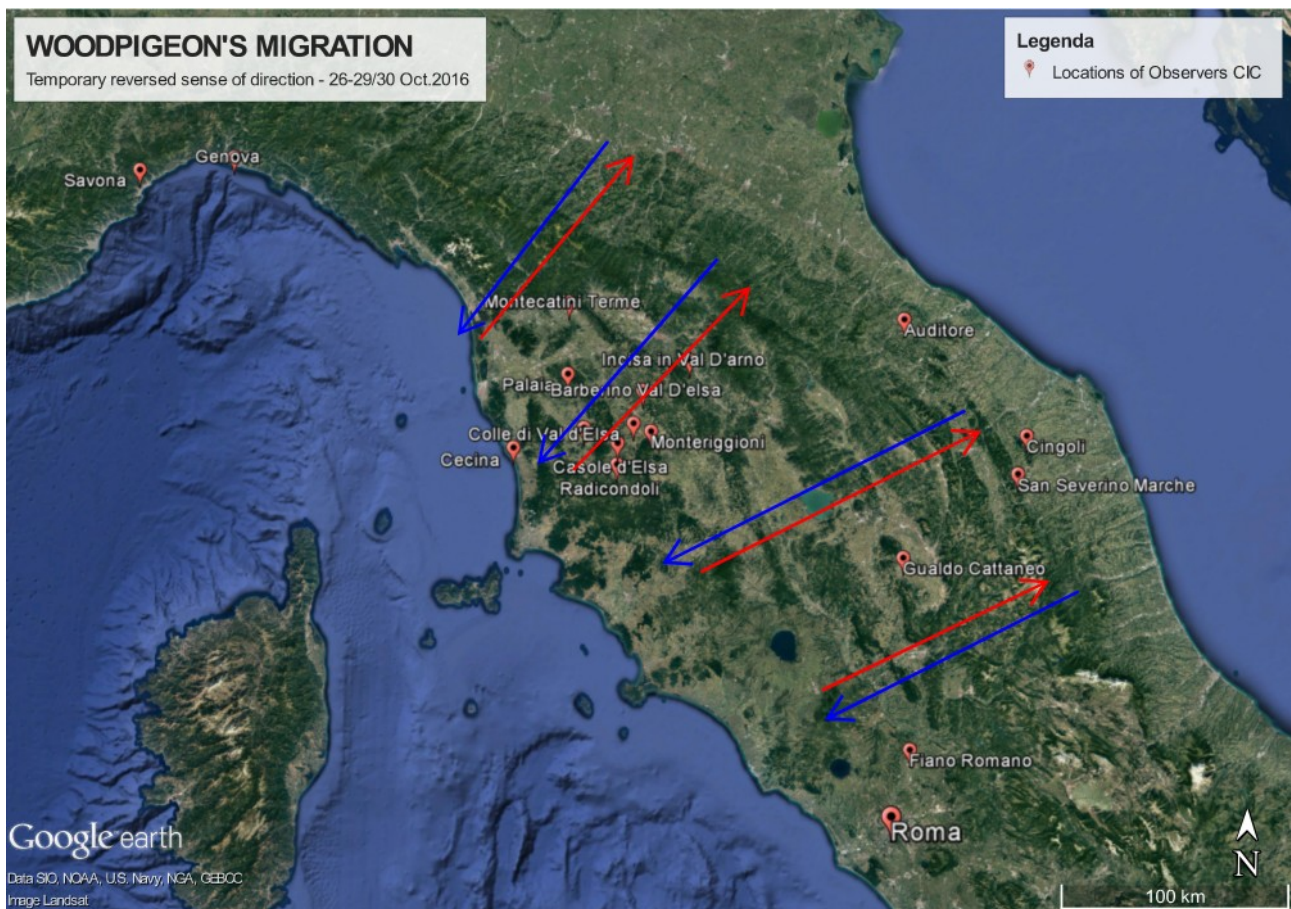 WOODPIGEON'S MIGRATION
Temporary reversed sense of direction - 26-29/30 Oct.2016
Legenda
Locations of Observers CIC
Genova
Savona
Montecatini Terme
Auditore
Incisa in Val D'arno
Palaia
Barberino Val D'elsa
Colle di Val d'Elsa
Monteriggioni
Cingoli
Cecina
Casole d'Elsa
San Severino Marche
Radicondoli
Gualdo Cattaneo
Fiano Romano
Roma
Google earth
N
Data SIO, NOAA, U.S. Navy, NGA, GEBCO
Image Landsat
100 km